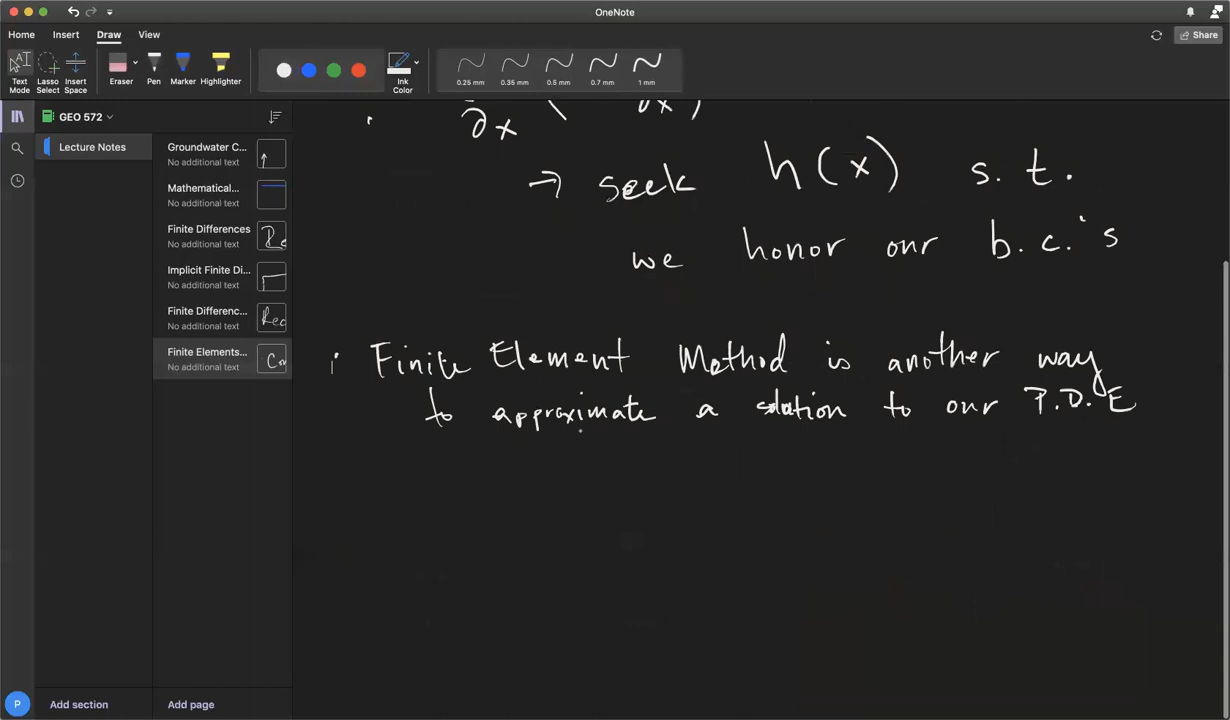 OneNote
Home Insert Draw View
Share
Text Mode
Lasso Select
Insert Space
Eraser
Pen
Marker
Highlighter
Ink Color
0.25 mm 0.35 mm 0.5 mm 0.7 mm 1 mm
GEO 572
Lecture Notes
Groundwater C...
No additional text
Mathematical...
No additional text
Finite Differences
No additional text
Implicit Finite Di...
No additional text
Finite Differenc...
No additional text
Finite Elements...
No additional text
∂x ( ∂x )
→ seek h(x) s.t.
we honor our b.c.'s
Finite Element Method is another way
to approximate a solution to our P.D.E
P
Add section
Add page